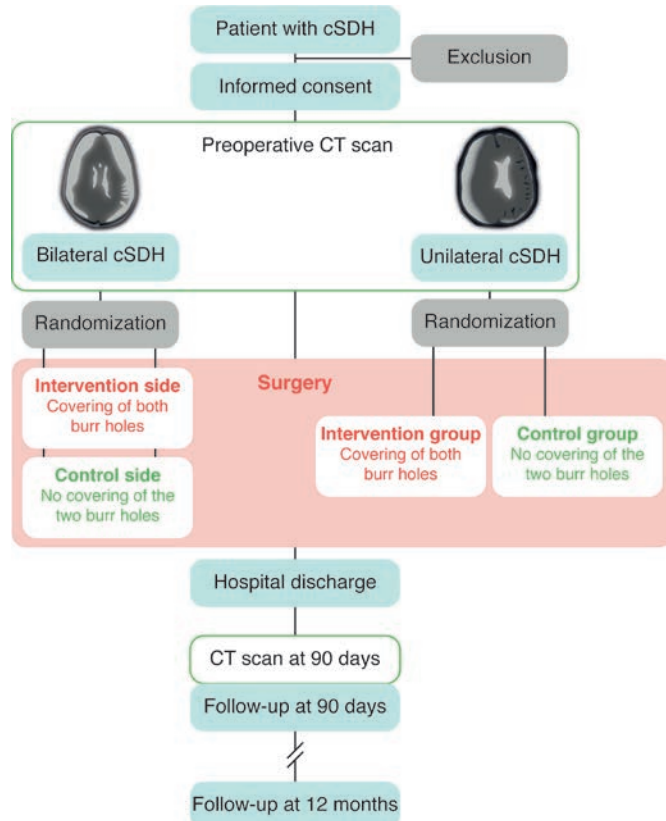 Patient with cSDH
Exclusion
Informed consent
Preoperative CT scan
Bilateral cSDH
Unilateral cSDH
Randomization
Randomization
Surgery
Intervention side
Covering of both
burr holes
Control side
No covering of the
two burr holes
Intervention group
Covering of both
burr holes
Control group
No covering of the
two burr holes
Hospital discharge
CT scan at 90 days
Follow-up at 90 days
Follow-up at 12 months